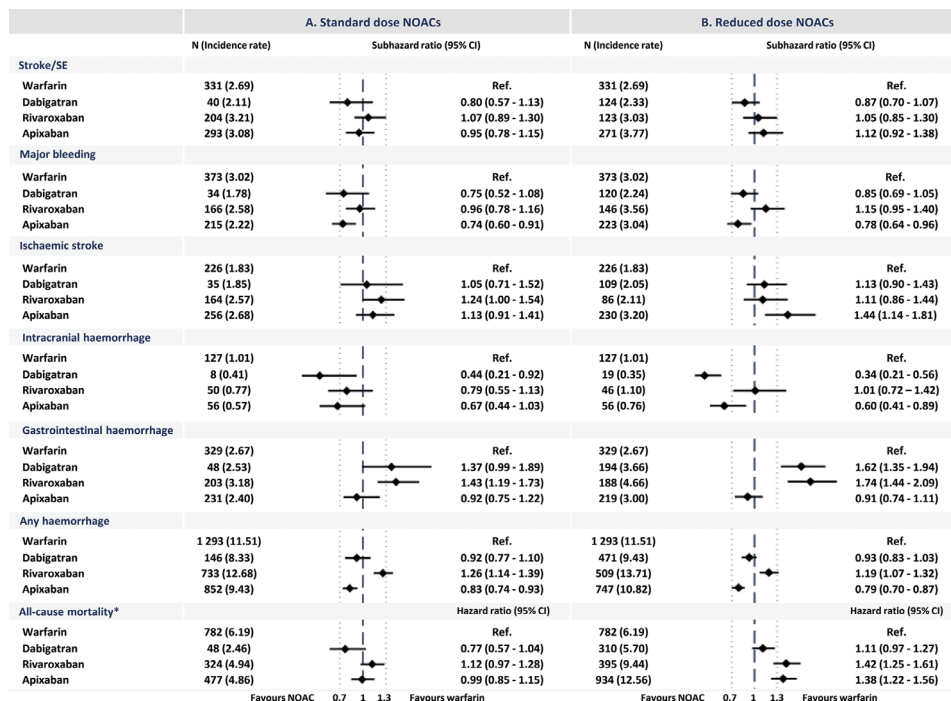 A. Standard dose NOACs B. Reduced dose NOACs
N (Incidence rate) Subhazard ratio (95% CI) N (Incidence rate) Subhazard ratio (95% CI)
Stroke/SE
Warfarin 331 (2.69) Ref. 331 (2.69) Ref.
Dabigatran 40 (2.11) 0.80 (0.57 - 1.13) 124 (2.33) 0.87 (0.70 - 1.07)
Rivaroxaban 204 (3.21) 1.07 (0.89 - 1.30) 123 (3.03) 1.05 (0.85 - 1.30)
Apixaban 293 (3.08) 0.95 (0.78 - 1.15) 271 (3.77) 1.12 (0.92 - 1.38)
Major bleeding
Warfarin 373 (3.02) Ref. 373 (3.02) Ref.
Dabigatran 34 (1.78) 0.75 (0.52 - 1.08) 120 (2.24) 0.85 (0.69 - 1.05)
Rivaroxaban 166 (2.58) 0.96 (0.78 - 1.16) 146 (3.56) 1.15 (0.95 - 1.40)
Apixaban 215 (2.22) 0.74 (0.60 - 0.91) 223 (3.04) 0.78 (0.64 - 0.96)
Ischaemic stroke
Warfarin 226 (1.83) Ref. 226 (1.83) Ref.
Dabigatran 35 (1.85) 1.05 (0.71 - 1.52) 109 (2.05) 1.13 (0.90 - 1.43)
Rivaroxaban 164 (2.57) 1.24 (1.00 - 1.54) 86 (2.11) 1.11 (0.86 - 1.44)
Apixaban 256 (2.68) 1.13 (0.91 - 1.41) 230 (3.20) 1.44 (1.14 - 1.81)
Intracranial haemorrhage
Warfarin 127 (1.01) Ref. 127 (1.01) Ref.
Dabigatran 8 (0.41) 0.44 (0.21 - 0.92) 19 (0.35) 0.34 (0.21 - 0.56)
Rivaroxaban 50 (0.77) 0.79 (0.55 - 1.13) 46 (1.10) 1.01 (0.72 – 1.42)
Apixaban 56 (0.57) 0.67 (0.44 - 1.03) 56 (0.76) 0.60 (0.41 - 0.89)
Gastrointestinal haemorrhage
Warfarin 329 (2.67) Ref. 329 (2.67) Ref.
Dabigatran 48 (2.53) 1.37 (0.99 - 1.89) 194 (3.66) 1.62 (1.35 - 1.94)
Rivaroxaban 203 (3.18) 1.43 (1.19 - 1.73) 188 (4.66) 1.74 (1.44 - 2.09)
Apixaban 231 (2.40) 0.92 (0.75 - 1.22) 219 (3.00) 0.91 (0.74 - 1.11)
Any haemorrhage
Warfarin 1 293 (11.51) Ref. 1 293 (11.51) Ref.
Dabigatran 146 (8.33) 0.92 (0.77 - 1.10) 471 (9.43) 0.93 (0.83 - 1.03)
Rivaroxaban 733 (12.68) 1.26 (1.14 - 1.39) 509 (13.71) 1.19 (1.07 - 1.32)
Apixaban 852 (9.43) 0.83 (0.74 - 0.93) 747 (10.82) 0.79 (0.70 - 0.87)
All-cause mortality* Hazard ratio (95% CI) Hazard ratio (95% CI)
Warfarin 782 (6.19) Ref. 782 (6.19) Ref.
Dabigatran 48 (2.46) 0.77 (0.57 - 1.04) 310 (5.70) 1.11 (0.97 - 1.27)
Rivaroxaban 324 (4.94) 1.12 (0.97 - 1.28) 395 (9.44) 1.42 (1.25 - 1.61)
Apixaban 477 (4.86) 0.99 (0.85 - 1.15) 934 (12.56) 1.38 (1.22 - 1.56)
Favours NOAC 0.7 1 1.3 Favours warfarin Favours NOAC 0.7 1 1.3 Favours warfarin